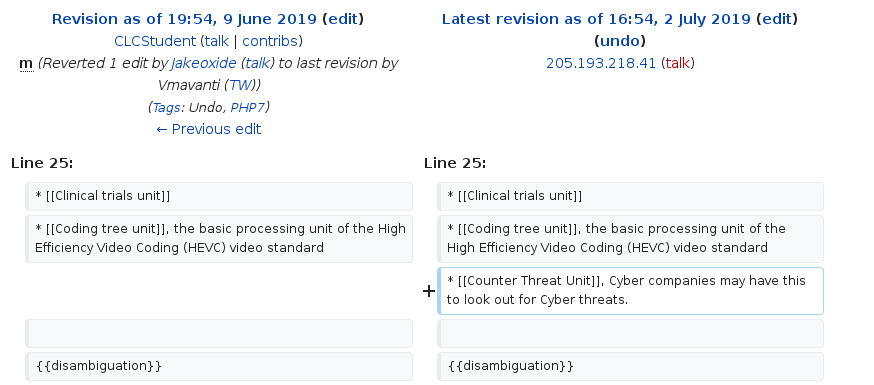 Revision as of 19:54, 9 June 2019 (edit)
CLCStudent (talk | contribs)
m (Reverted 1 edit by Jakeoxide (talk) to last revision by
Vmavanti (TW))
(Tags: Undo, PHP7)
← Previous edit
Latest revision as of 16:54, 2 July 2019 (edit)
(undo)
205.193.218.41 (talk)
Line 25:
Line 25:
* [[Clinical trials unit]]
* [[Clinical trials unit]]
* [[Coding tree unit]], the basic processing unit of the High
Efficiency Video Coding (HEVC) video standard
* [[Coding tree unit]], the basic processing unit of the
High Efficiency Video Coding (HEVC) video standard
+ * [[Counter Threat Unit]], Cyber companies may have this
to look out for Cyber threats.
{{disambiguation}}
{{disambiguation}}